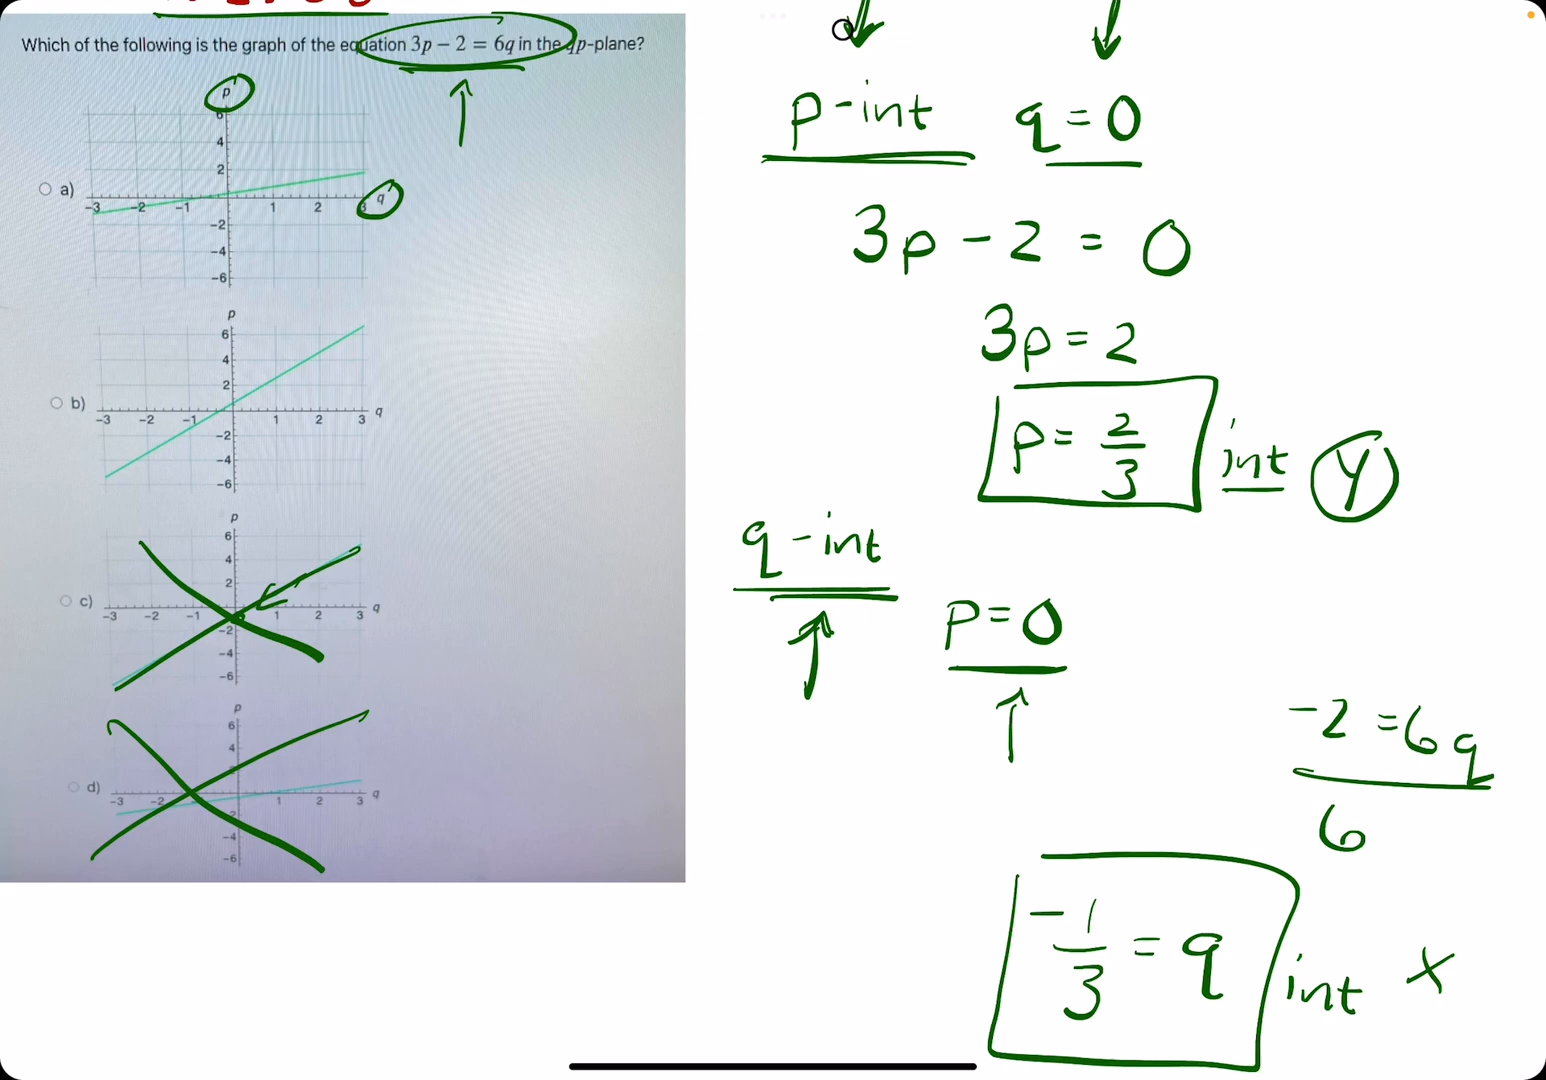 Which of the following is the graph of the equation 3p − 2 = 6q in the qp-plane?
p
6
4
2
a)
-3 -2 -1 1 2 3 q
-2
-4
-6
p
6
4
2
b)
-3 -2 -1 1 2 3 q
-2
-4
-6
p
6
4
2
c)
-3 -2 -1 1 2 3 q
-2
-4
-6
p
6
4
d)
-3 -2 1 2 3 q
-2
-4
-6
p-int q=0
3p - 2 = 0
3p = 2
p = 2/3 int Y
q-int
p=0
-2 = 6q
6
-1/3 = q int x